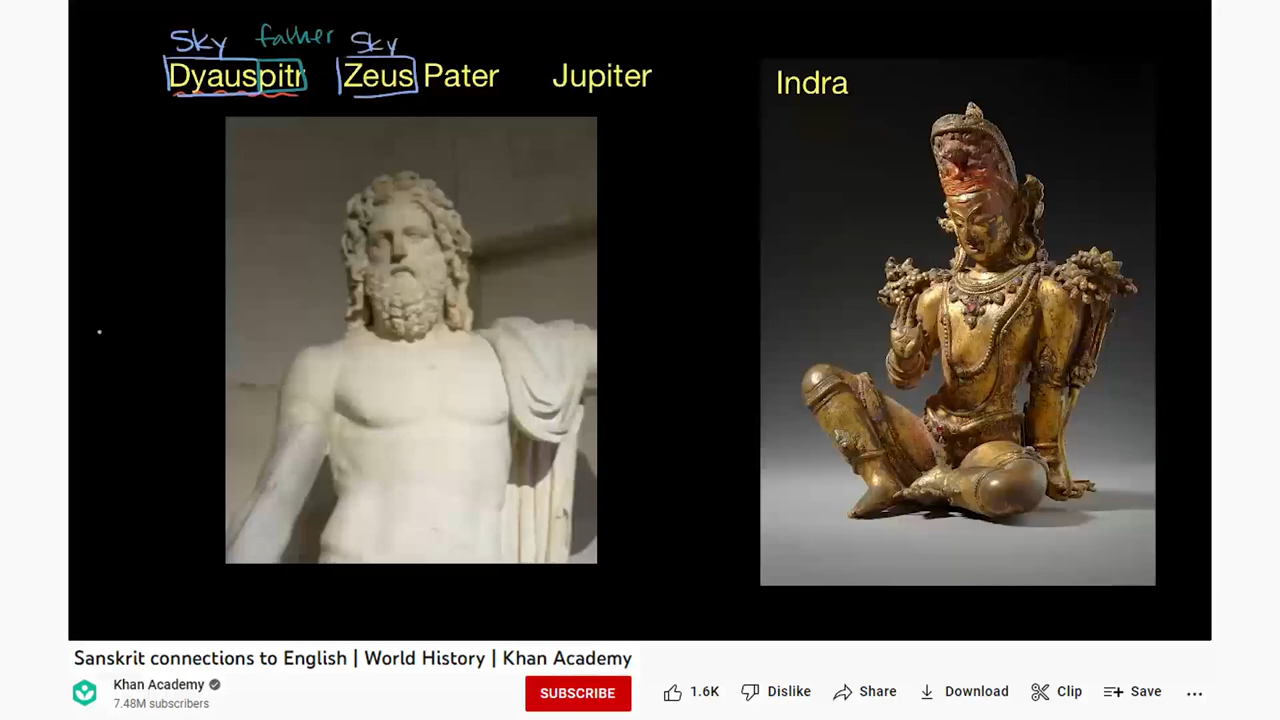 Sky father Sky
Dyauspitr Zeus Pater Jupiter Indra
Sanskrit connections to English | World History | Khan Academy
Khan Academy
7.48M subscribers
SUBSCRIBE
1.6K
Dislike
Share
Download
Clip
Save